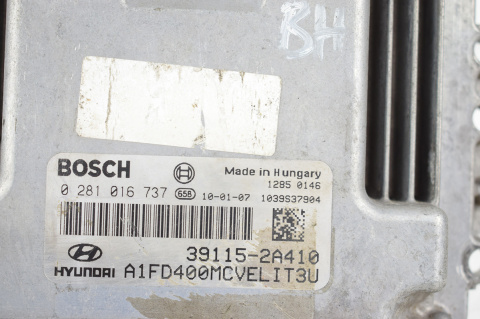 BH
BOSCH
Made in Hungary
1285 0146
0 281 016 737 658 10-01-07 1039S37904
39115-2A410
HYUNDAI A1FD400MCVELIT3U